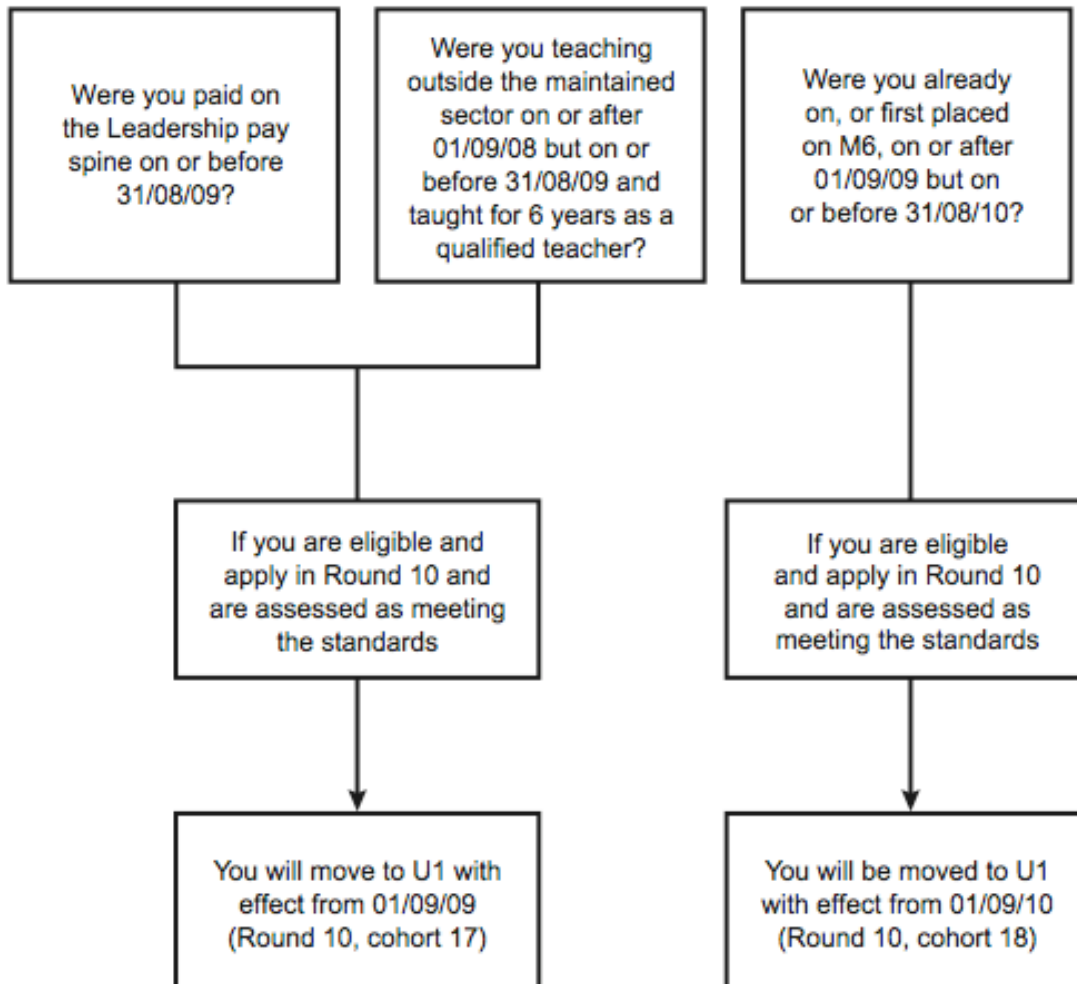 Were you paid on
the Leadership pay
spine on or before
31/08/09?
Were you teaching
outside the maintained
sector on or after
01/09/08 but on or
before 31/08/09 and
taught for 6 years as a
qualified teacher?
Were you already
on, or first placed
on M6, on or after
01/09/09 but on
or before 31/08/10?
If you are eligible and
apply in Round 10 and
are assessed as meeting
the standards
If you are eligible
and apply in Round 10
and are assessed as
meeting the standards
You will move to U1 with
effect from 01/09/09
(Round 10, cohort 17)
You will be moved to U1
with effect from 01/09/10
(Round 10, cohort 18)